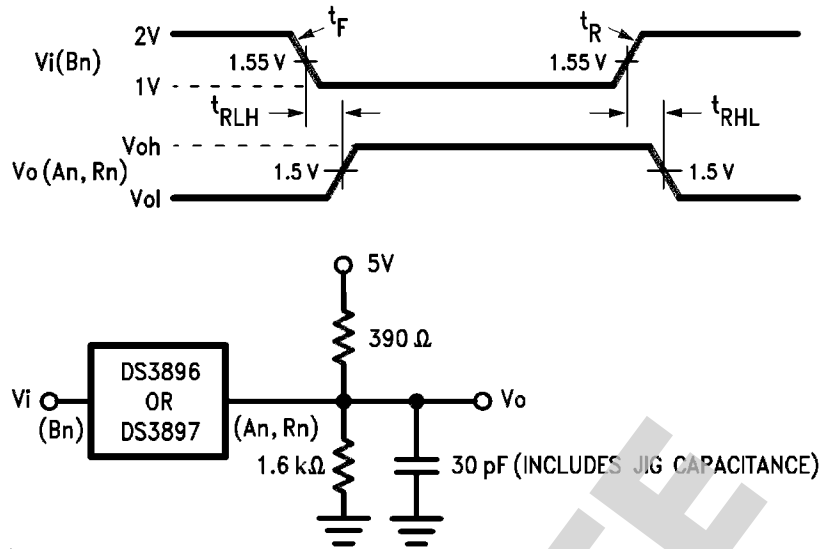 tF
tR
2V
Vi(Bn)
1.55 V
1.55 V
1V
tRLH
tRHL
Voh
Vo (An, Rn)
1.5 V
1.5 V
Vol
5V
390 Ω
DS3896
OR
DS3897
Vi
(Bn)
(An, Rn)
Vo
1.6 kΩ
30 pF (INCLUDES JIG CAPACITANCE)